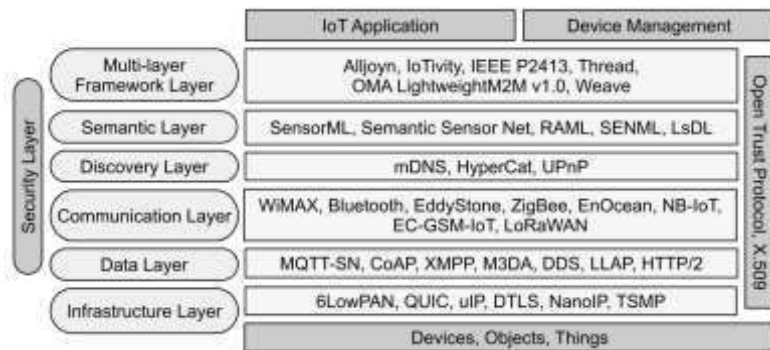 IoT Application
Device Management
Multi-layer
Framework Layer
Alljoyn, IoTivity, IEEE P2413, Thread,
OMA LightweightM2M v1.0, Weave
Semantic Layer
SensorML, Semantic Sensor Net, RAML, SENML, LsDL
Discovery Layer
mDNS, HyperCat, UPnP
Communication Layer
WiMAX, Bluetooth, EddyStone, ZigBee, EnOcean, NB-IoT,
EC-GSM-IoT, LoRaWAN
Data Layer
MQTT-SN, CoAP, XMPP, M3DA, DDS, LLAP, HTTP/2
Infrastructure Layer
6LowPAN, QUIC, uIP, DTLS, NanoIP, TSMP
Devices, Objects, Things
Security Layer
Open Trust Protocol, X.509